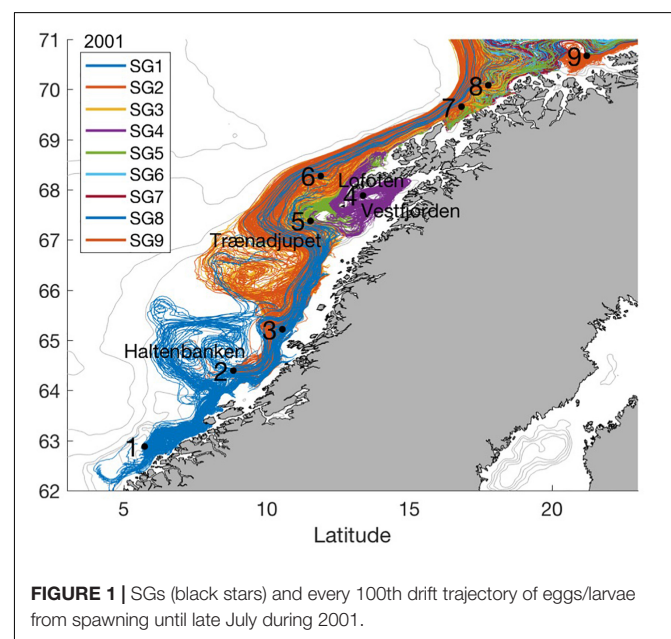 2001
SG1
SG2
SG3
SG4
SG5
SG6
SG7
SG8
SG9
71
70
69
68
67
66
65
64
63
62
9
8
7
6
Lofoten
4
Vestfjorden
5
Trænadjupet
3
Haltenbanken
2
1
5 10 15 20
Latitude
FIGURE 1 | SGs (black stars) and every 100th drift trajectory of eggs/larvae
from spawning until late July during 2001.